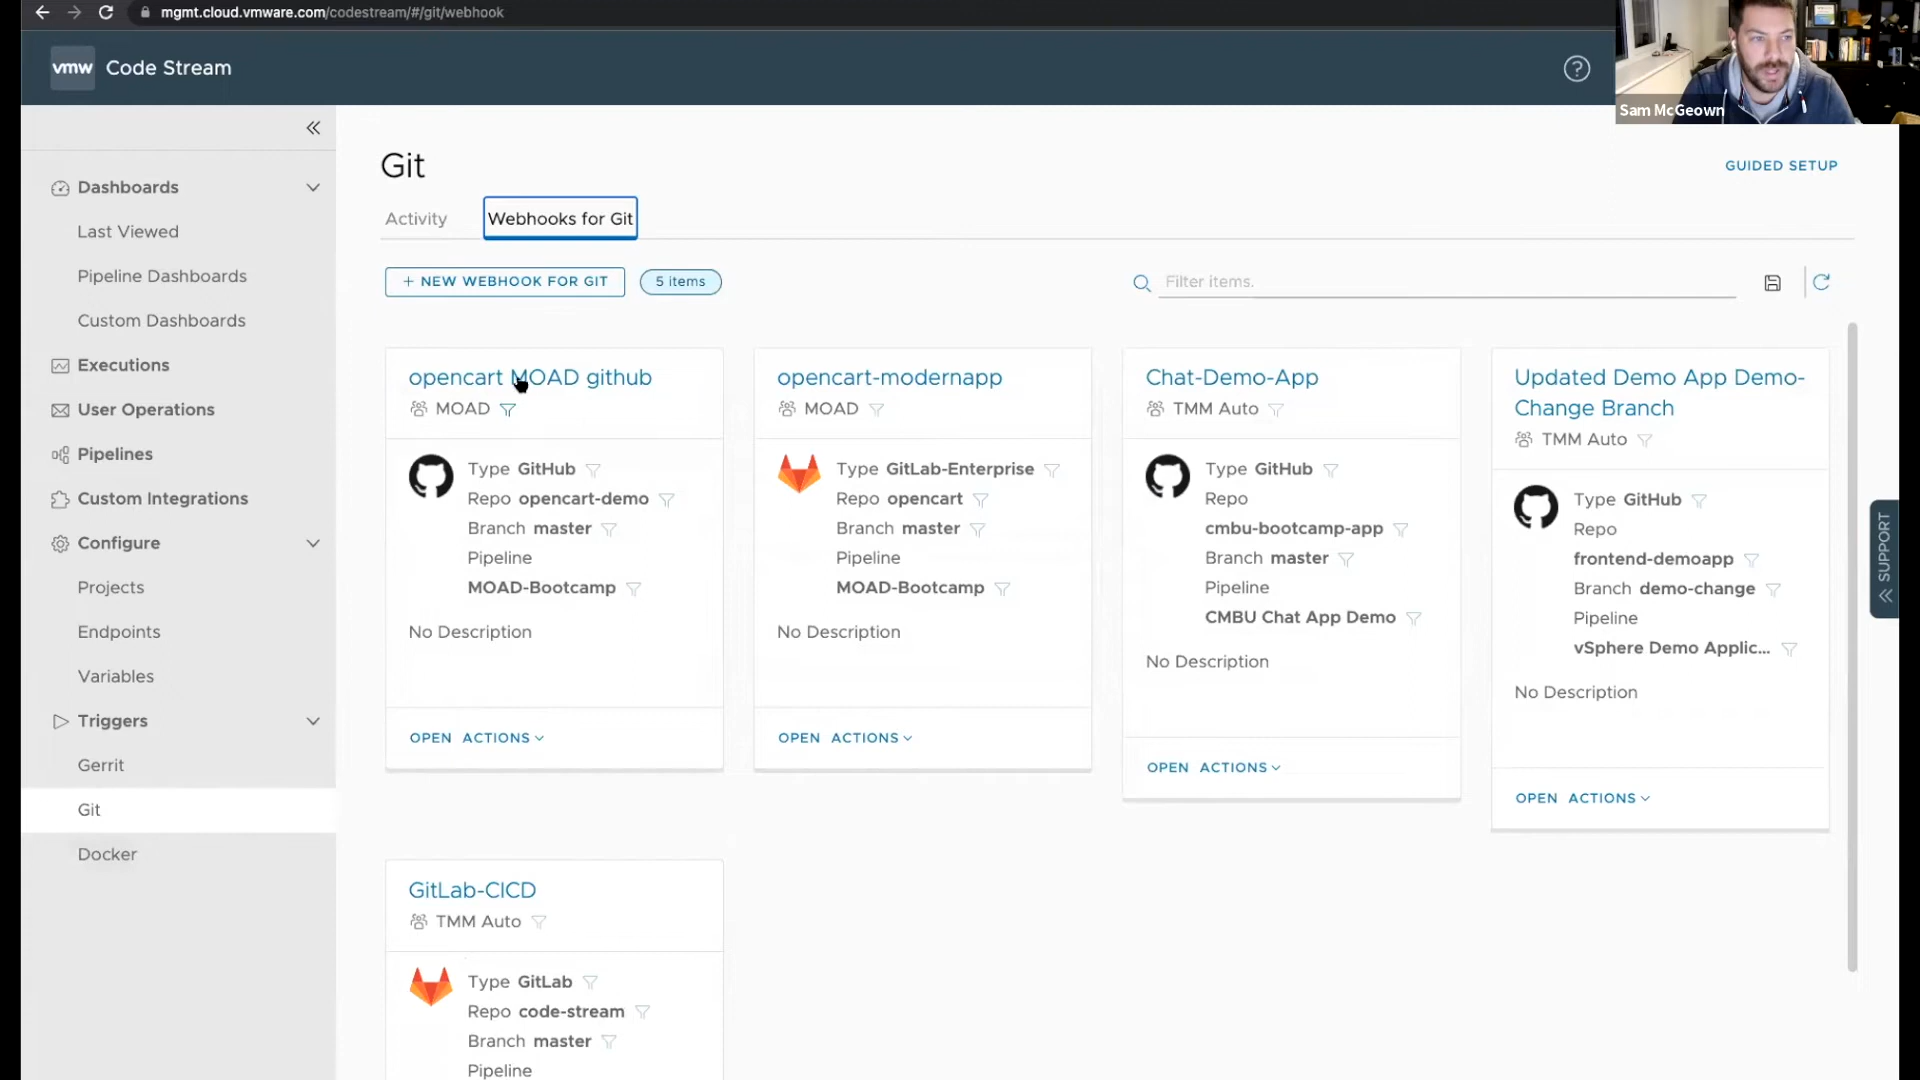 mgmt.cloud.vmware.com/codestream/#/git/webhook
vmw Code Stream
?
Sam McGeown
Dashboards
Last Viewed
Pipeline Dashboards
Custom Dashboards
Executions
User Operations
Pipelines
Custom Integrations
Configure
Projects
Endpoints
Variables
Triggers
Gerrit
Git
Docker
Git
GUIDED SETUP
Activity
Webhooks for Git
+ NEW WEBHOOK FOR GIT
5 items
Filter items.
opencart MOAD github
MOAD
Type GitHub
Repo opencart-demo
Branch master
Pipeline
MOAD-Bootcamp
No Description
OPEN ACTIONS
opencart-modernapp
MOAD
Type GitLab-Enterprise
Repo opencart
Branch master
Pipeline
MOAD-Bootcamp
No Description
OPEN ACTIONS
Chat-Demo-App
TMM Auto
Type GitHub
Repo
cmbu-bootcamp-app
Branch master
Pipeline
CMBU Chat App Demo
No Description
OPEN ACTIONS
Updated Demo App Demo-
Change Branch
TMM Auto
Type GitHub
Repo
frontend-demoapp
Branch demo-change
Pipeline
vSphere Demo Applic...
No Description
OPEN ACTIONS
GitLab-CICD
TMM Auto
Type GitLab
Repo code-stream
Branch master
Pipeline
SUPPORT